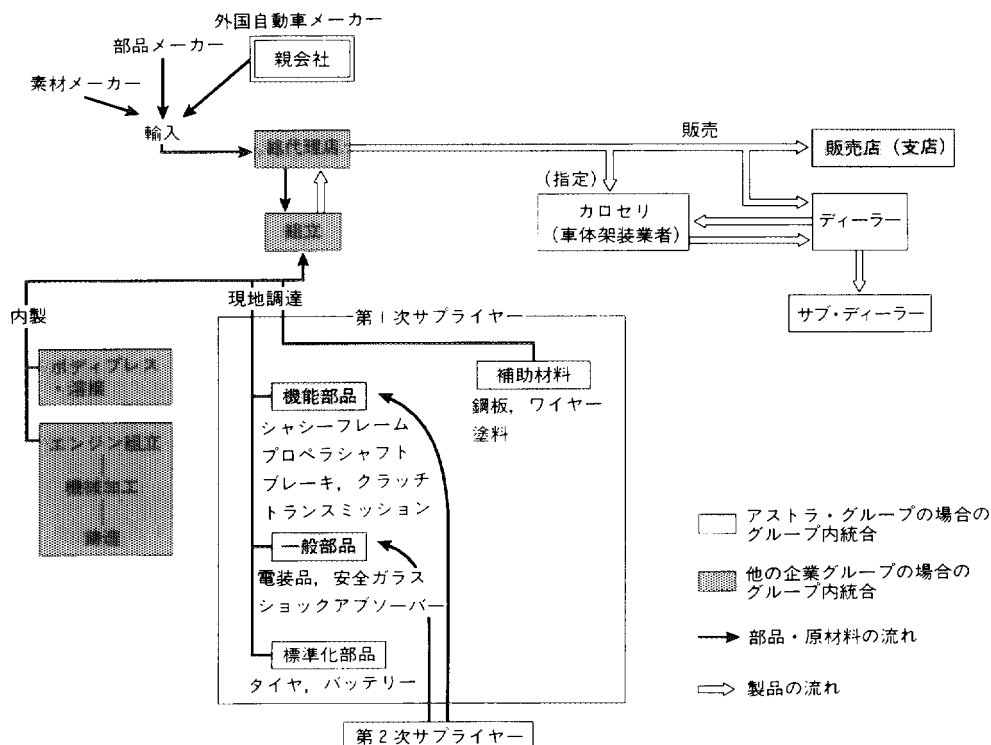 外国自動車メーカー
部品メーカー
親会社
素材メーカー
輸入
総代理店
販売
販売店（支店）
(指定)
カロセリ
（車体架装業者）
ディーラー
組立
サブ・ディーラー
現地調達
内製
第1次サプライヤー
ボディプレス
・溶接
補助材料
鋼板，ワイヤー
塗料
機能部品
シャシーフレーム
プロペラシャフト
ブレーキ，クラッチ
トランスミッション
エンジン組立
機械加工
鋳造
一般部品
電装品，安全ガラス
ショックアブソーバー
標準化部品
タイヤ，バッテリー
第2次サプライヤー
アストラ・グループの場合の
グループ内統合
他の企業グループの場合の
グループ内統合
部品・原材料の流れ
製品の流れ